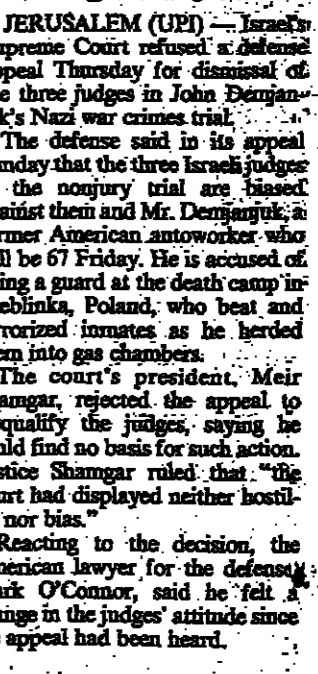 JERUSALEM (UPI) — Israel's
upreme Court refused a defense
ppeal Thursday for dismissal of
e three judges in John Demjan-
k's Nazi war crimes trial.
The defense said in its appeal
nday that the three Israeli judges
the nonjury trial are biased
ainst them and Mr. Demjanjuk, a
rmer American autoworker who
ll be 67 Friday. He is accused of
ing a guard at the death camp in
eblinka, Poland, who beat and
rorized inmates as he herded
em into gas chambers.
The court's president, Meir
amgar, rejected the appeal to
qualify the judges, saying he
uld find no basis for such action.
stice Shamgar ruled that "the
urt had displayed neither hostil-
nor bias."
Reacting to the decision, the
merican lawyer for the defense,
ark O'Connor, said he felt a
ange in the judges' attitude since
e appeal had been heard.